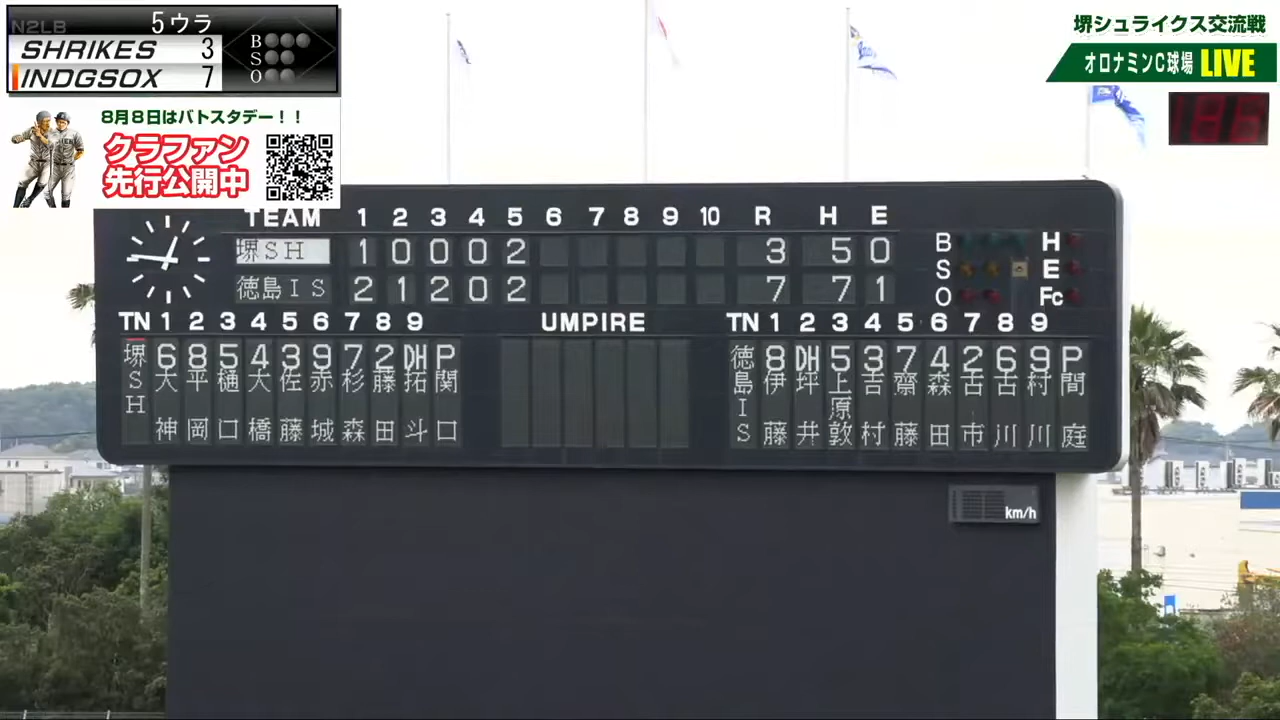 N2LB
5ウラ
SHRIKES 3
INDGSOX 7
B
S
O
堺シュライクス交流戦
オロナミンC球場 LIVE
186
8月8日はバトスタデー！！
クラファン
先行公開中
TEAM 1 2 3 4 5 6 7 8 9 10 R H E
堺SH 1 0 0 0 2 3 5 0
徳島IS 2 1 2 0 2 7 7 1
B H
S E
O Fc
TN 1 2 3 4 5 6 7 8 9
堺SH 6大神 8平岡 5樋口 4大橋 3佐藤 9赤城 7杉森 2藤田 DH拓斗 P関口
UMPIRE
TN 1 2 3 4 5 6 7 8 9
徳島IS 8伊藤 DH坪井 5上原敦 3吉村 7齋藤 4森田 2古市 6古川 9村川 P間庭
km/h